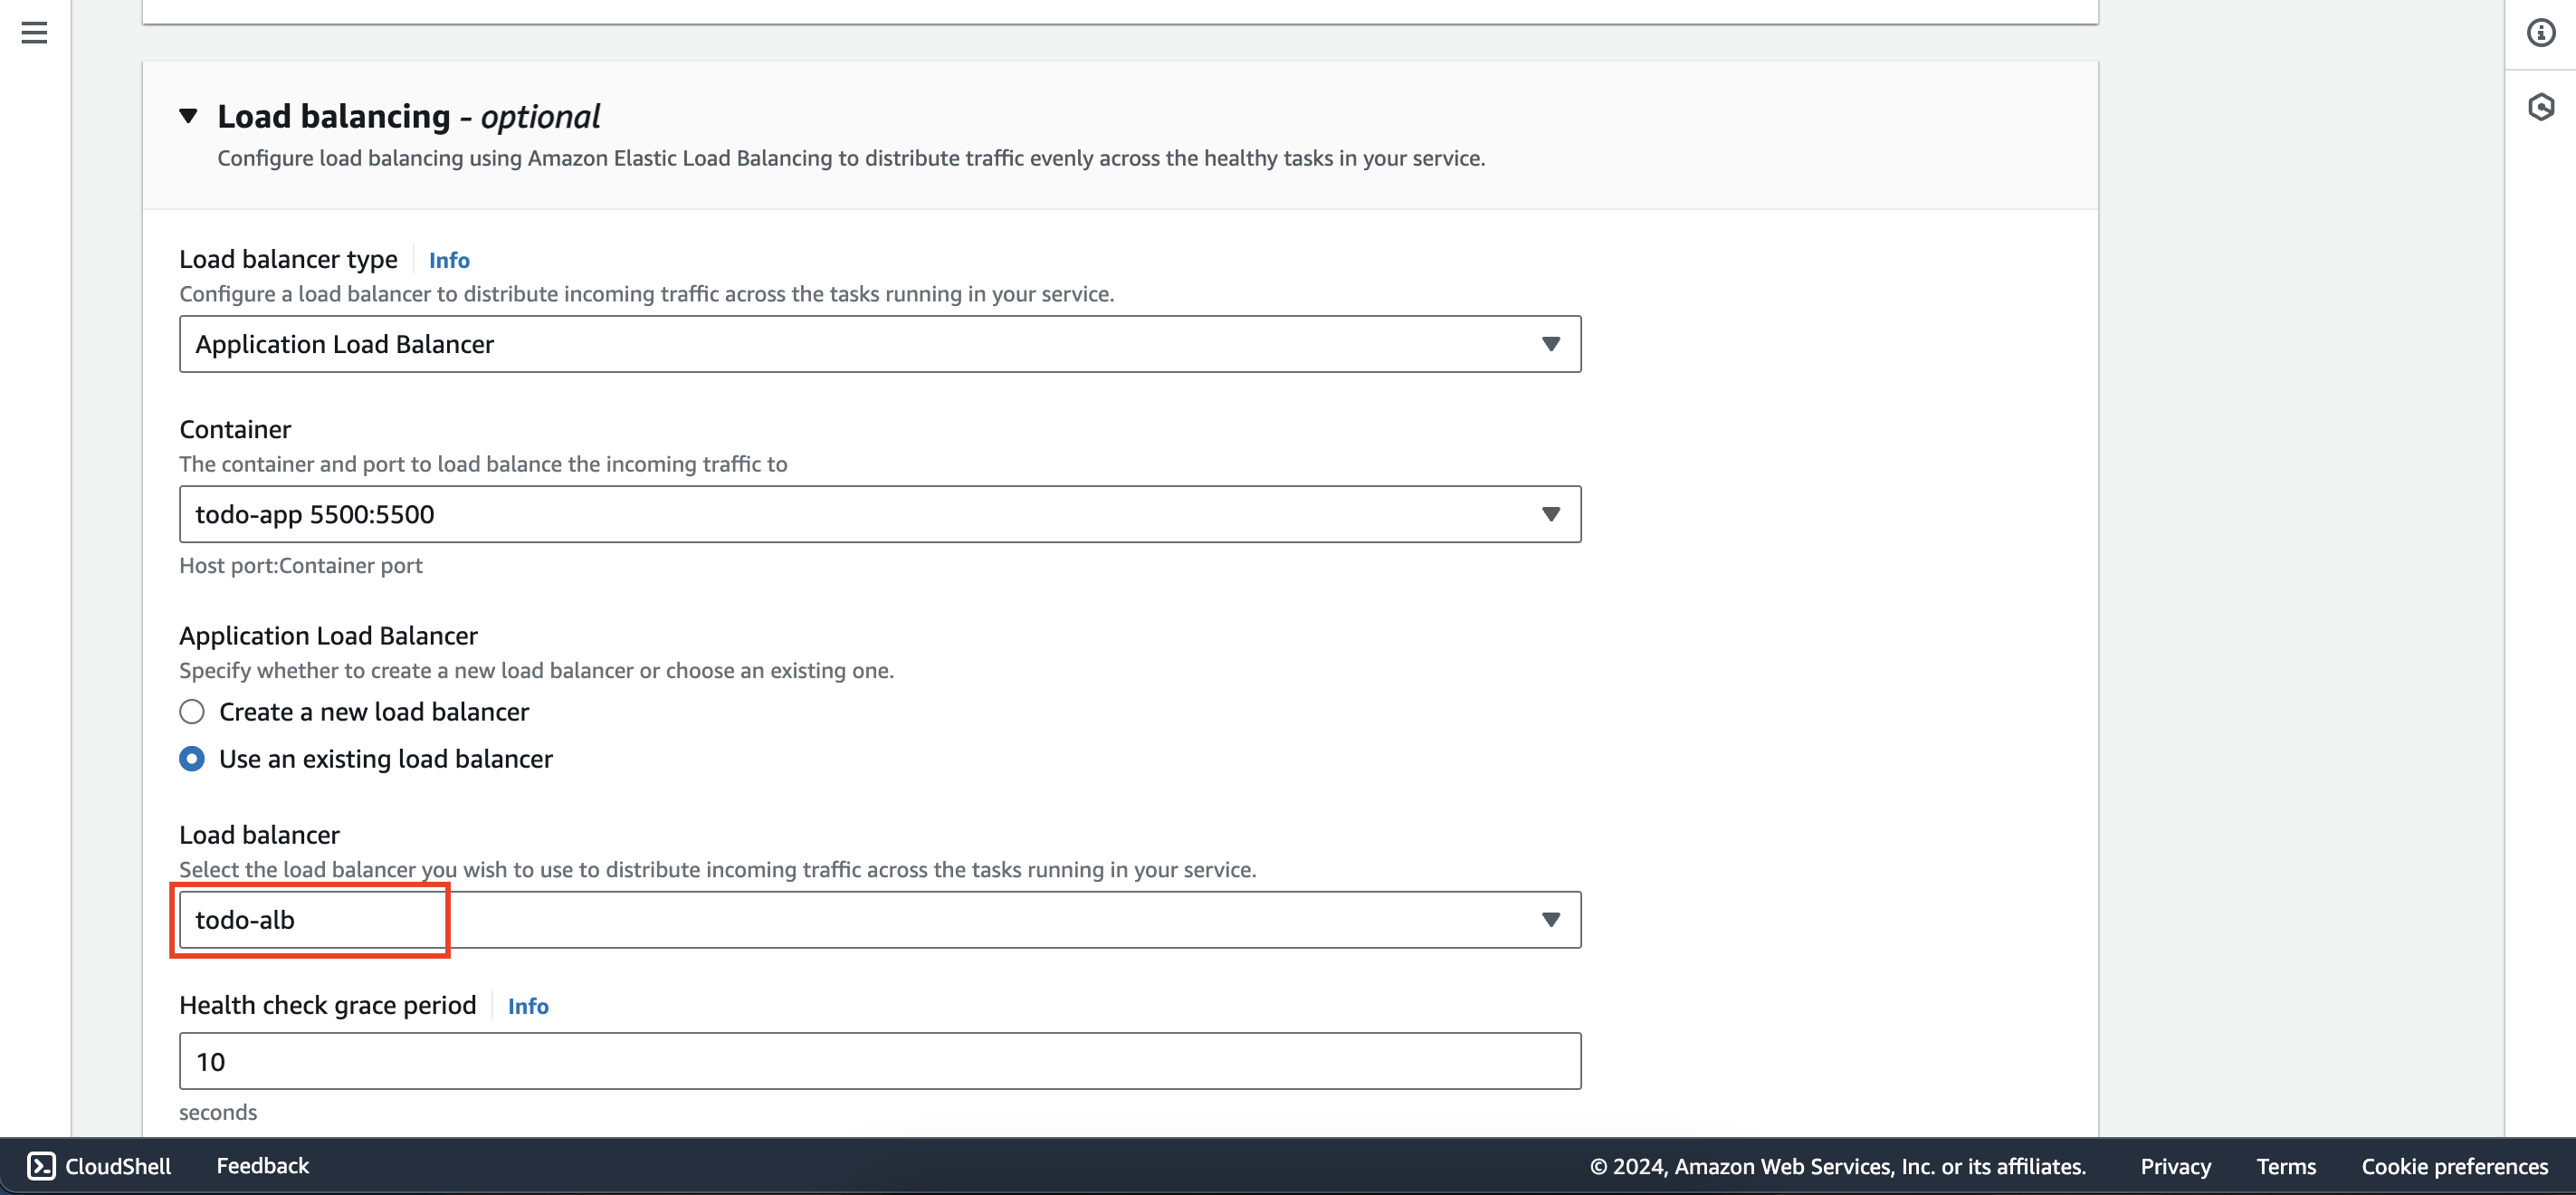 Load balancing - optional
Configure load balancing using Amazon Elastic Load Balancing to distribute traffic evenly across the healthy tasks in your service.
Load balancer type Info
Configure a load balancer to distribute incoming traffic across the tasks running in your service.
Application Load Balancer
Container
The container and port to load balance the incoming traffic to
todo-app 5500:5500
Host port:Container port
Application Load Balancer
Specify whether to create a new load balancer or choose an existing one.
Create a new load balancer
Use an existing load balancer
Load balancer
Select the load balancer you wish to use to distribute incoming traffic across the tasks running in your service.
todo-alb
Health check grace period Info
10
seconds
CloudShell Feedback © 2024, Amazon Web Services, Inc. or its affiliates. Privacy Terms Cookie preferences